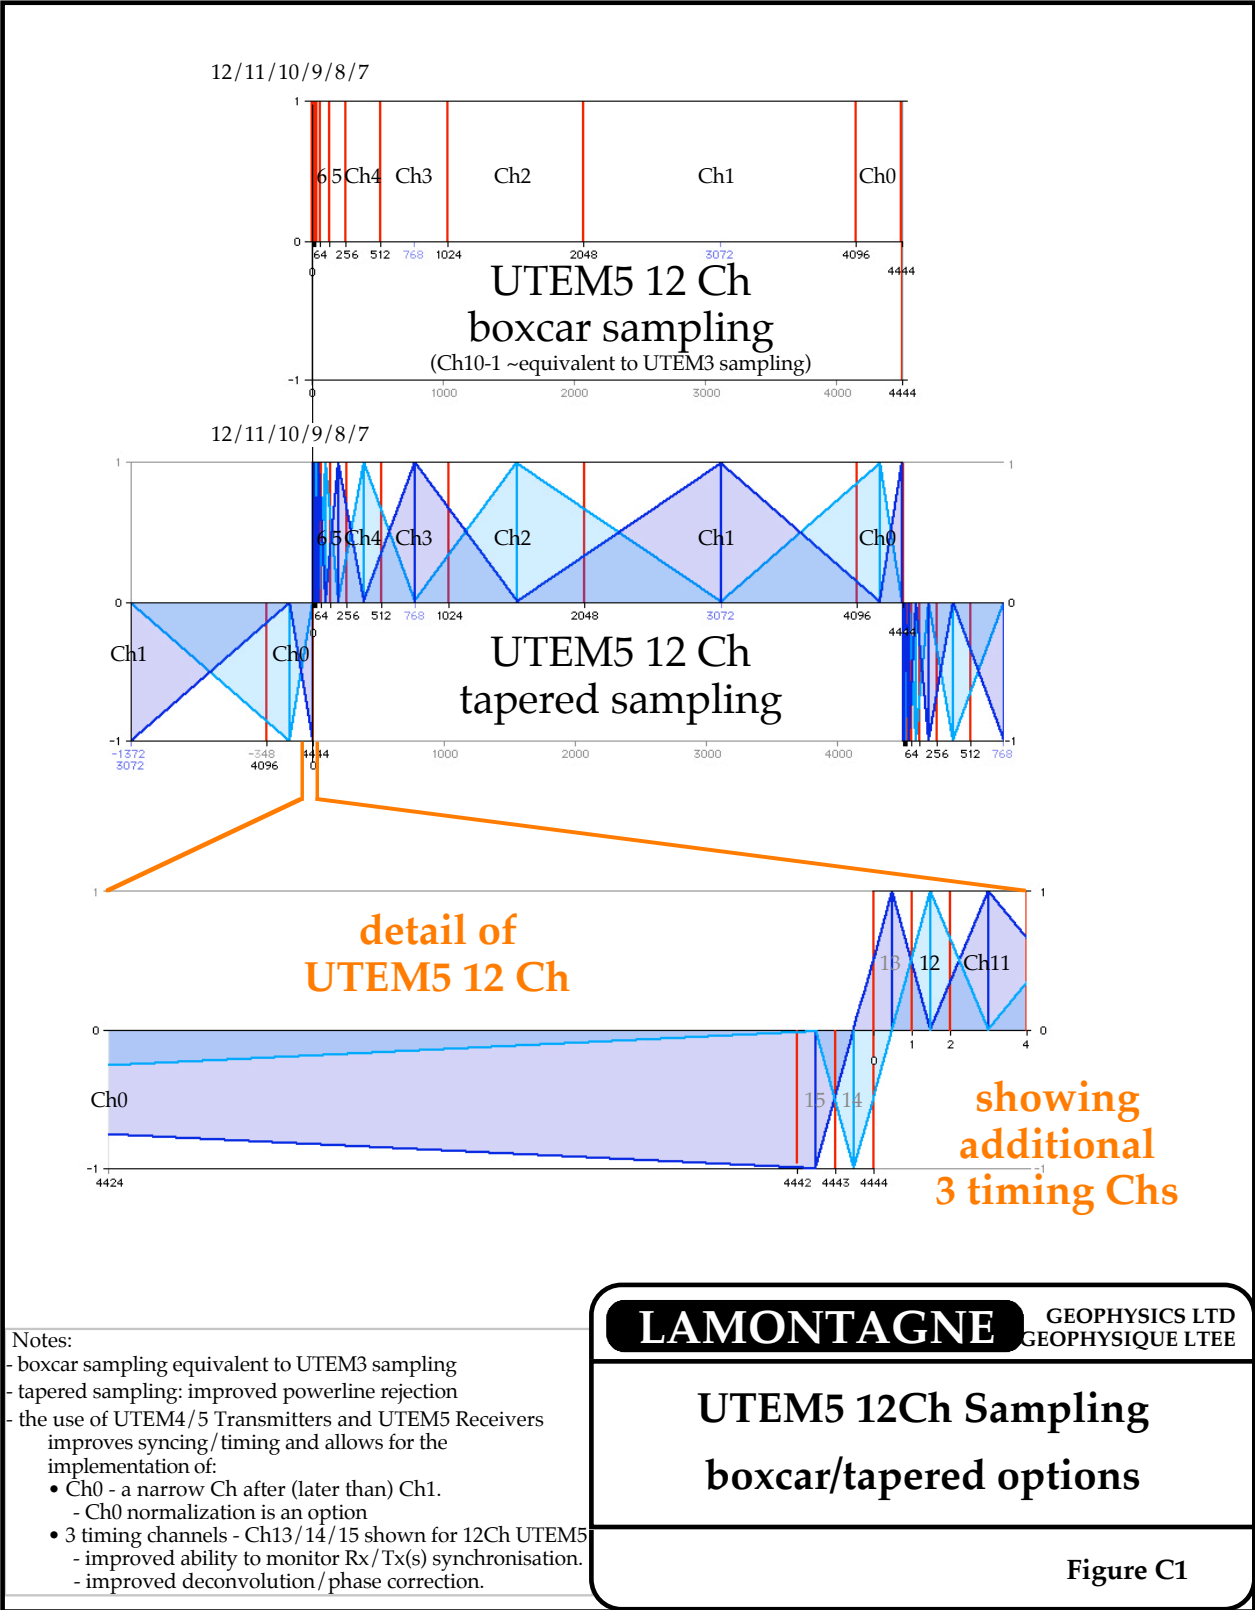 12/11/10/9/8/7
1
6 5 Ch4 Ch3 Ch2 Ch1 Ch0
0
64 256 512 768 1024 2048 3072 4096
0 4444
UTEM5 12 Ch
boxcar sampling
(Ch10-1 ~equivalent to UTEM3 sampling)
-1
0 1000 2000 3000 4000 4444
12/11/10/9/8/7
1 1
6 5 Ch4 Ch3 Ch2 Ch1 Ch0
0 0
64 256 512 768 1024 2048 3072 4096
0 4444
Ch1 Ch0
UTEM5 12 Ch
tapered sampling
-1 -1
-1372 -348 4444 1000 2000 3000 4000 64 256 512 768
3072 4096 0
1 1
detail of
UTEM5 12 Ch
13 12 Ch11
0 0
0 1 2 4
Ch0 15 14
-1 -1
4424 4442 4443 4444
showing
additional
3 timing Chs
Notes:
- boxcar sampling equivalent to UTEM3 sampling
- tapered sampling: improved powerline rejection
- the use of UTEM4/5 Transmitters and UTEM5 Receivers
improves syncing/timing and allows for the
implementation of:
• Ch0 - a narrow Ch after (later than) Ch1.
- Ch0 normalization is an option
• 3 timing channels - Ch13/14/15 shown for 12Ch UTEM5
- improved ability to monitor Rx/Tx(s) synchronisation.
- improved deconvolution/phase correction.
LAMONTAGNE
GEOPHYSICS LTD
GEOPHYSIQUE LTEE
UTEM5 12Ch Sampling
boxcar/tapered options
Figure C1